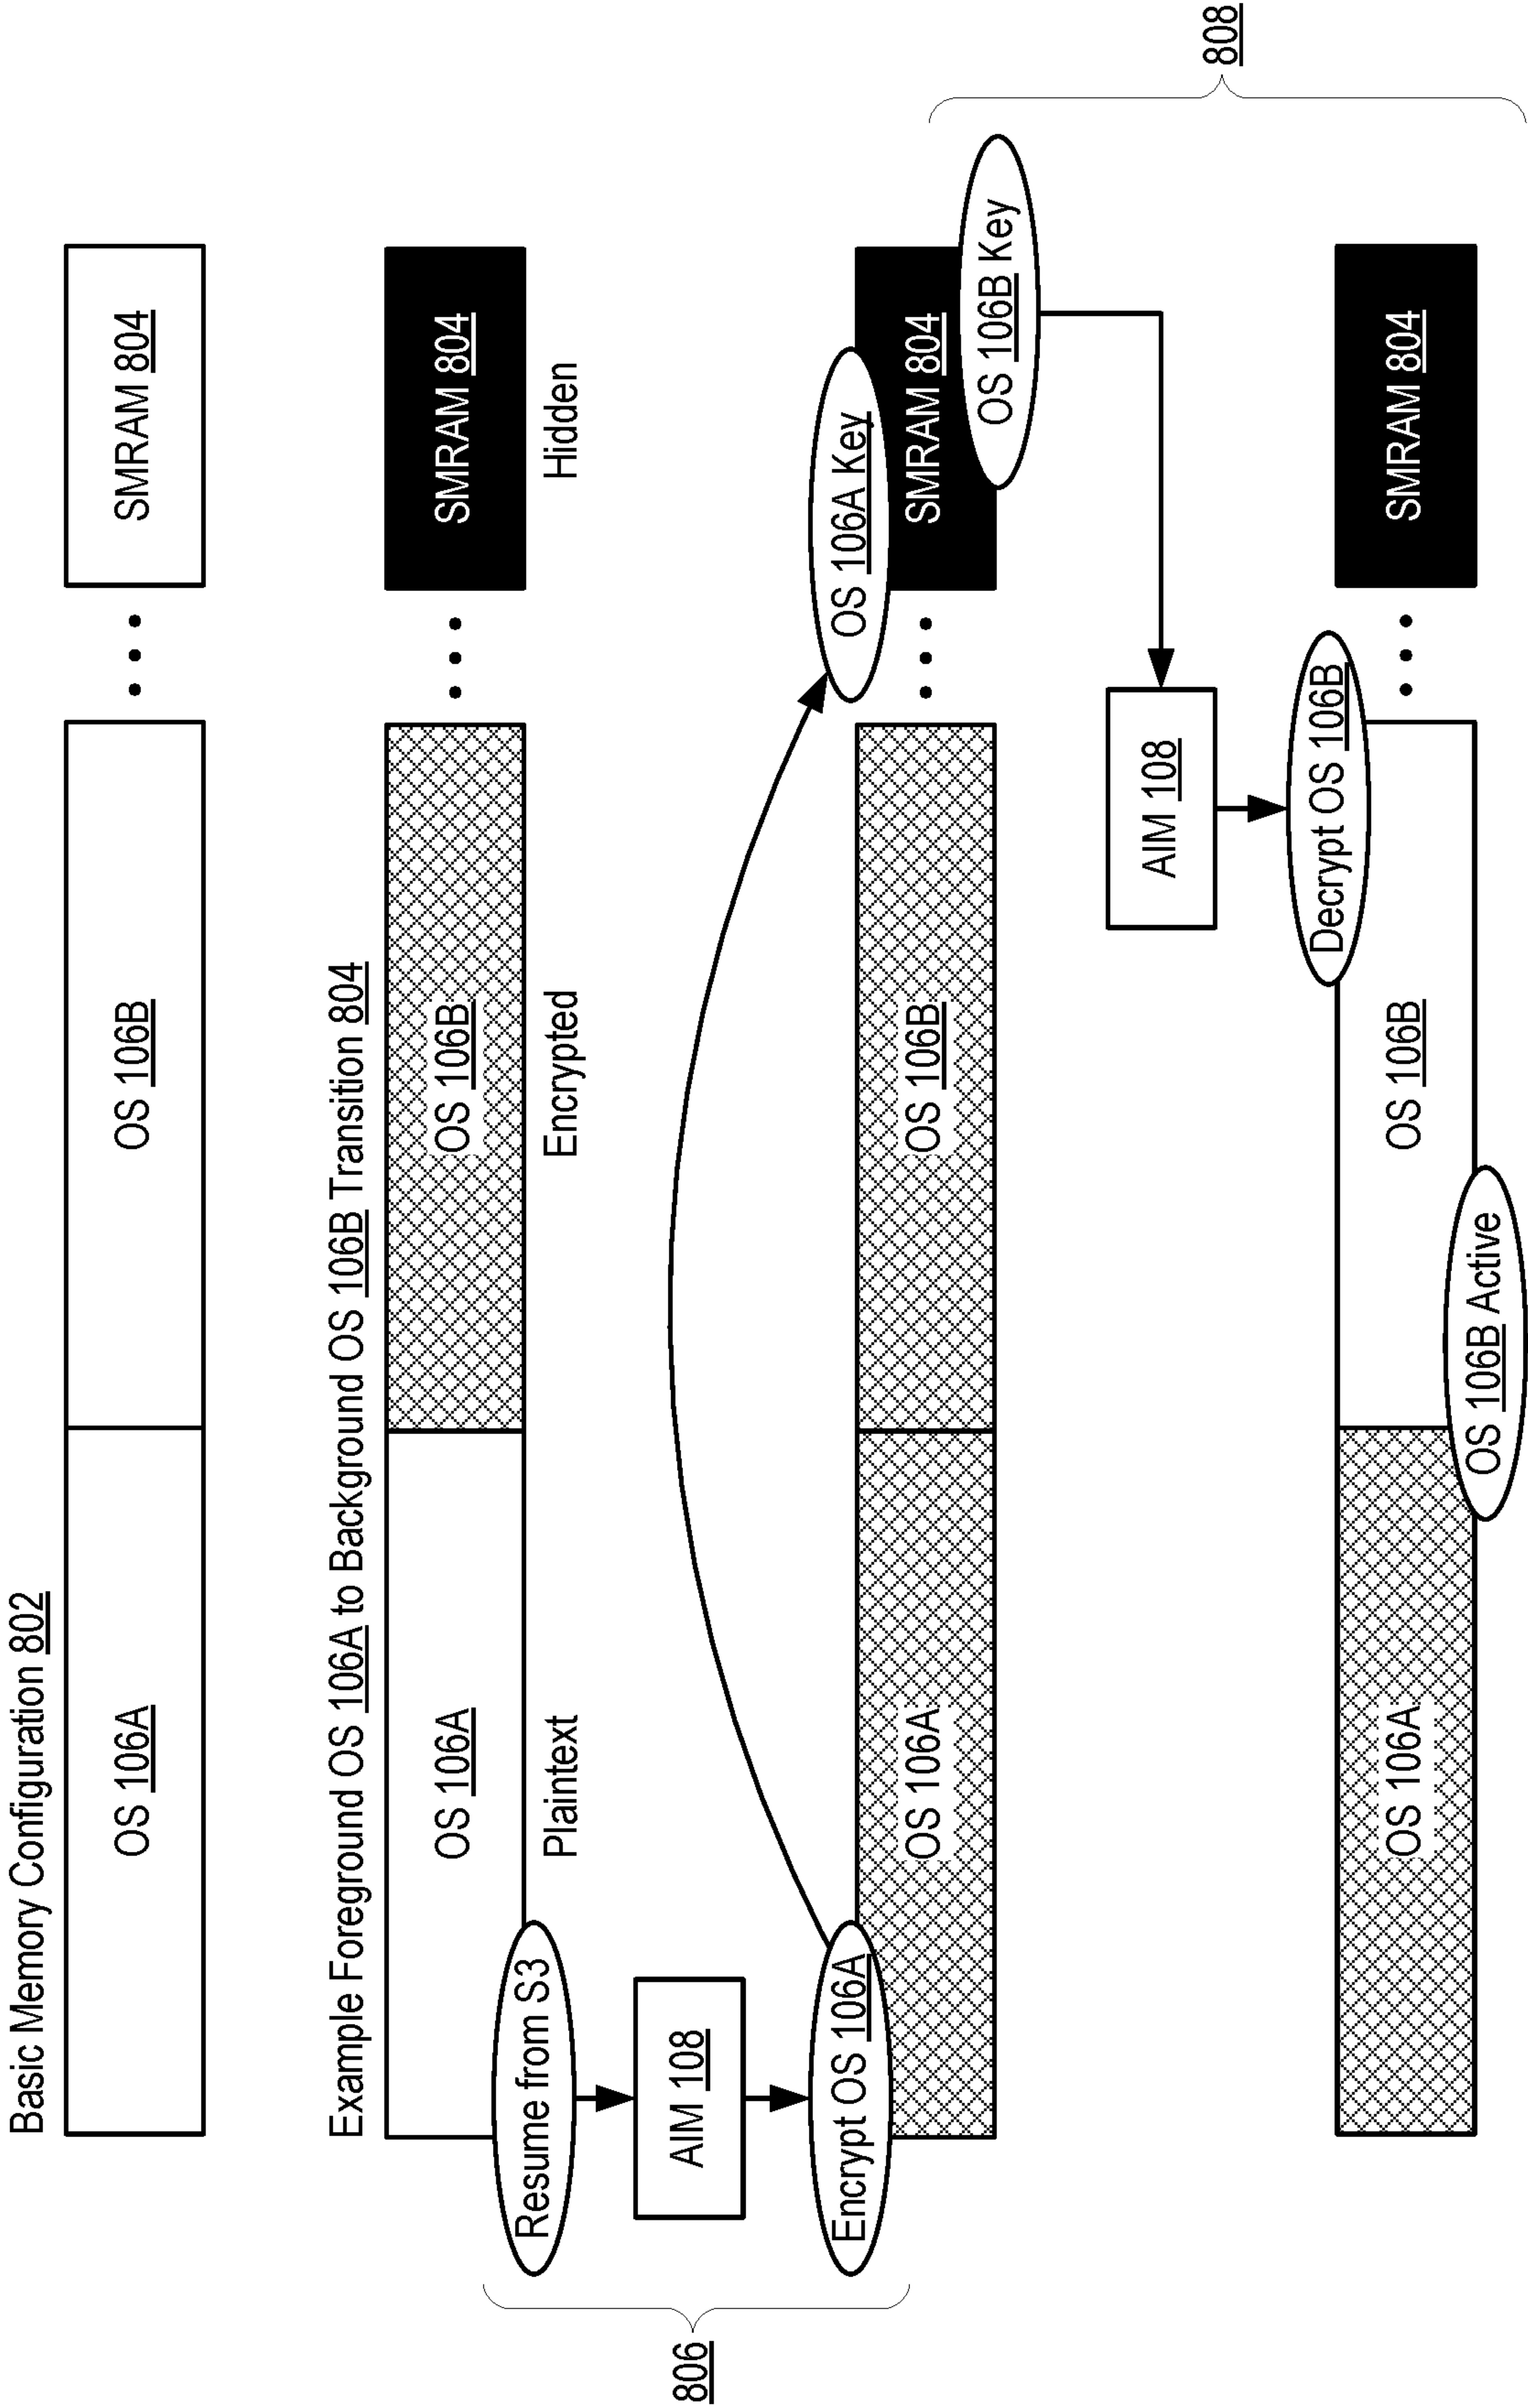 Basic Memory Configuration 802
OS 106A
OS 106B
SMRAM 804
Example Foreground OS 106A to Background OS 106B Transition 804
OS 106A
OS 106B
SMRAM 804
Plaintext
Encrypted
Hidden
Resume from S3
AIM 108
806
Encrypt OS 106A
OS 106A Key
OS 106A
OS 106B
SMRAM 804
OS 106B Key
AIM 108
808
Decrypt OS 106B
OS 106A
OS 106B
SMRAM 804
OS 106B Active